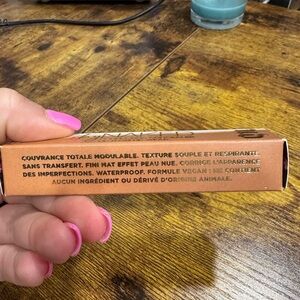 COUVRANCE TOTALE MODULABLE. TEXTURE SOUPLE ET RESPIRANTE.
SANS TRANSFERT. FINI MAT EFFET PEAU NUE. CORRIGE L'APPARENCE
DES IMPERFECTIONS. WATERPROOF. FORMULE VEGAN : NE CONTIENT
AUCUN INGRÉDIENT OU DÉRIVÉ D'ORIGINE ANIMALE.